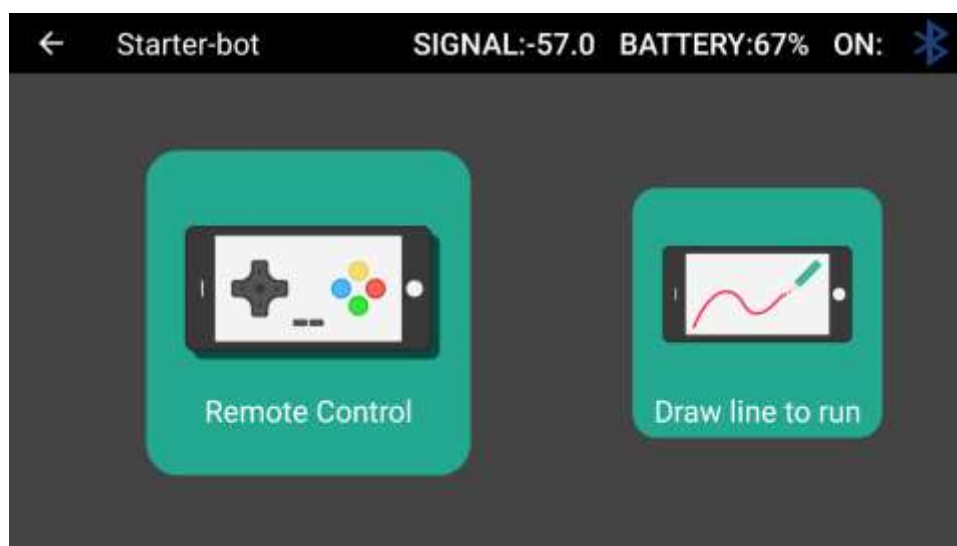 Starter-bot SIGNAL:-57.0 BATTERY:67% ON:
Remote Control
Draw line to run